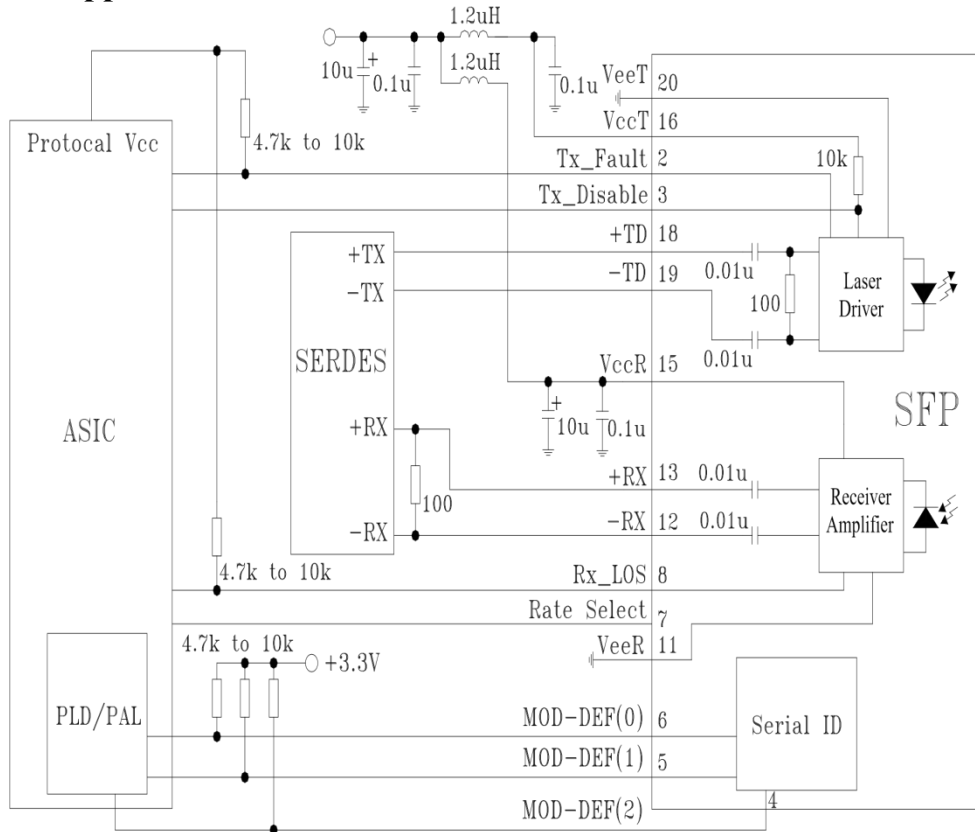 1.2uH
1.2uH
10u
+
0.1u
0.1u
VeeT 20
VccT 16
Protocal Vcc
4.7k to 10k
Tx_Fault 2
10k
Tx_Disable 3
+TD 18
+TX
0.01u
-TD 19
-TX
100
Laser
Driver
0.01u
SERDES
VccR 15
SFP
ASIC
+
10u
0.1u
+RX
+RX 13
0.01u
100
Receiver
Amplifier
-RX 12
0.01u
-RX
4.7k to 10k
Rx_LOS 8
Rate Select 7
4.7k to 10k
VeeR 11
+3.3V
PLD/PAL
MOD-DEF(0) 6
Serial ID
MOD-DEF(1) 5
MOD-DEF(2)
4